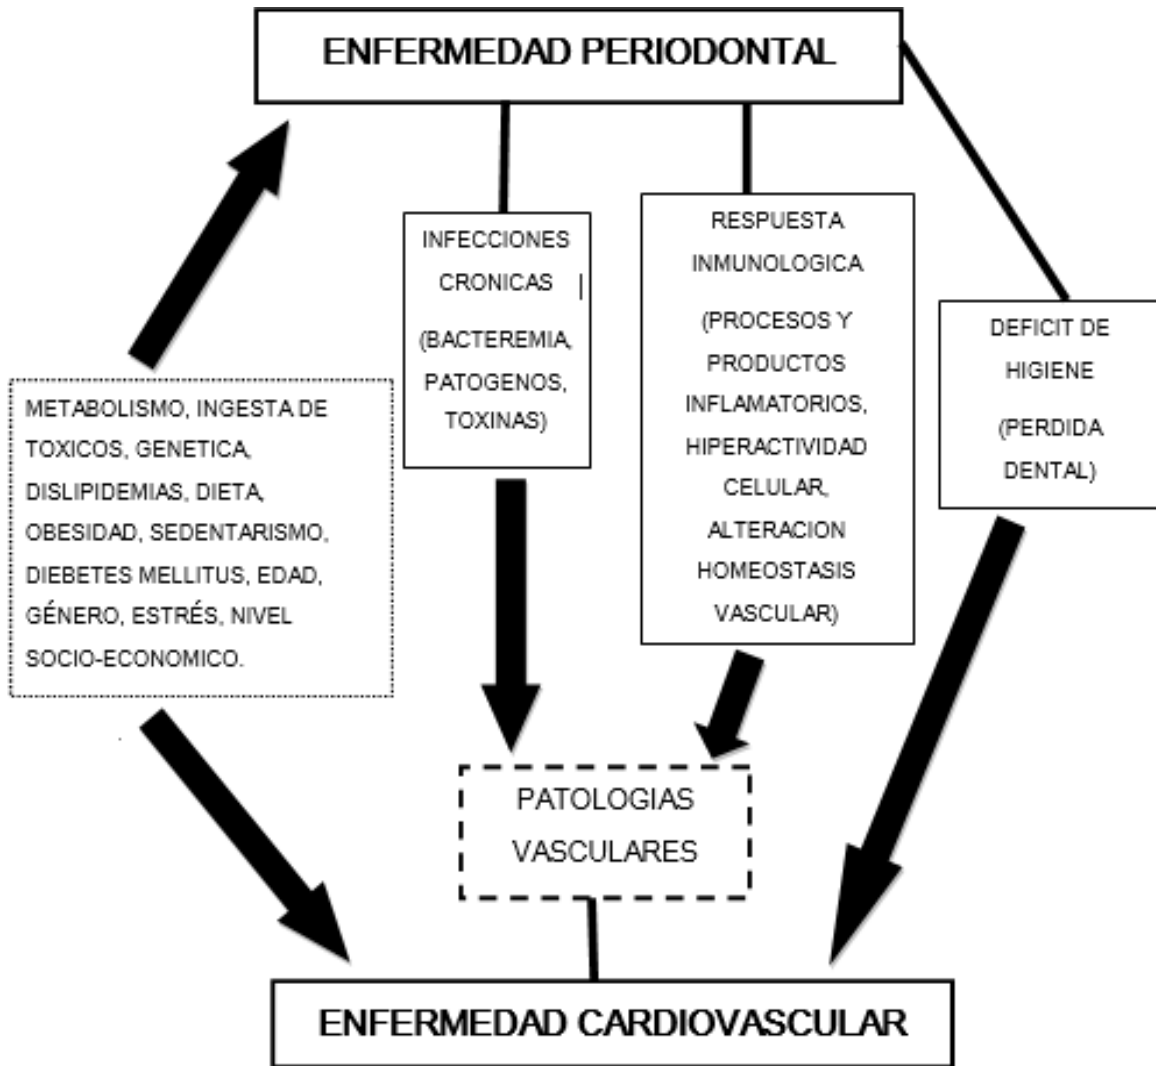 ENFERMEDAD PERIODONTAL
INFECCIONES
CRONICAS
(BACTEREMIA,
PATOGENOS,
TOXINAS)
RESPUESTA
INMUNOLOGICA
(PROCESOS Y
PRODUCTOS
INFLAMATORIOS,
HIPERACTIVIDAD
CELULAR,
ALTERACION
HOMEOSTASIS
VASCULAR)
DEFICIT DE
HIGIENE
(PERDIDA
DENTAL)
METABOLISMO, INGESTA DE
TOXICOS, GENETICA,
DISLIPIDEMIAS, DIETA,
OBESIDAD, SEDENTARISMO,
DIEBETES MELLITUS, EDAD,
GÉNERO, ESTRÉS, NIVEL
SOCIO-ECONOMICO.
PATOLOGIAS
VASCULARES
ENFERMEDAD CARDIOVASCULAR